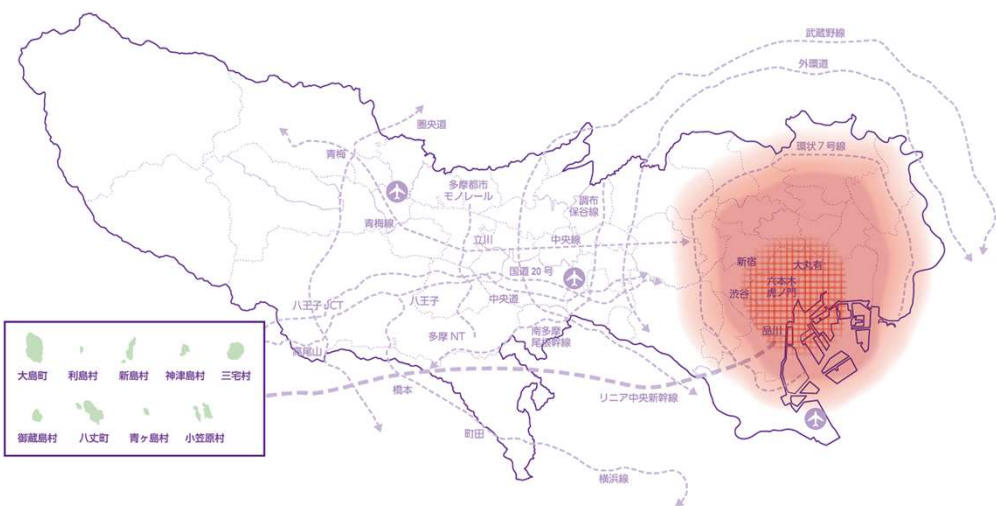 武蔵野線
外環道
圏央道
環状7号線
青梅
多摩都市
モノレール
調布
保谷線
青梅線
立川
中央線
新宿
大丸有
国道20号
六本木
虎ノ門
渋谷
八王子JCT
八王子
中央道
品川
多摩NT
南多摩
尾根幹線
高尾山
橋本
リニア中央新幹線
町田
横浜線
大島町
利島村
新島村
神津島村
三宅村
御蔵島村
八丈町
青ヶ島村
小笠原村